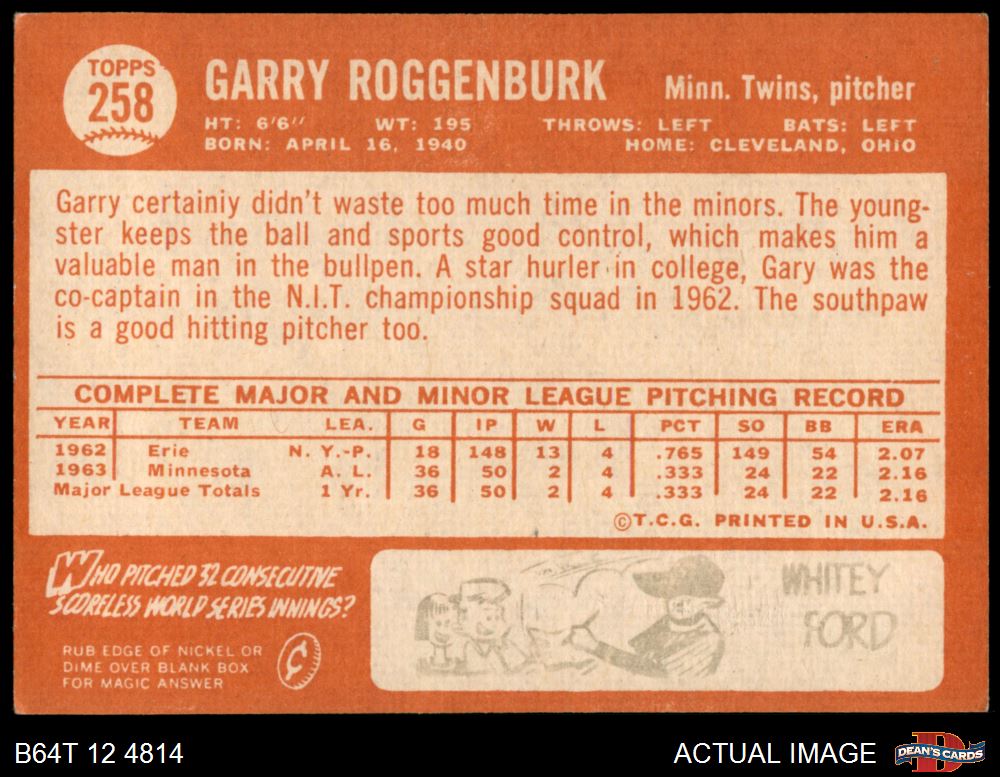 TOPPS
258
GARRY ROGGENBURK
Minn. Twins, pitcher
HT: 6'6" WT: 195 THROWS: LEFT BATS: LEFT
BORN: APRIL 16, 1940 HOME: CLEVELAND, OHIO
Garry certainiy didn't waste too much time in the minors. The young-
ster keeps the ball and sports good control, which makes him a
valuable man in the bullpen. A star hurler in college, Gary was the
co-captain in the N.I.T. championship squad in 1962. The southpaw
is a good hitting pitcher too.
COMPLETE MAJOR AND MINOR LEAGUE PITCHING RECORD
YEAR TEAM LEA. G IP W L PCT SO BB ERA
1962 Erie N. Y.-P. 18 148 13 4 .765 149 54 2.07
1963 Minnesota A. L. 36 50 2 4 .333 24 22 2.16
Major League Totals 1 Yr. 36 50 2 4 .333 24 22 2.16
©T.C.G. PRINTED IN U.S.A.
WHO PITCHED 32 CONSECUTIVE
SCORELESS WORLD SERIES INNINGS?
RUB EDGE OF NICKEL OR
DIME OVER BLANK BOX
FOR MAGIC ANSWER
WHITEY
FORD
B64T 12 4814
ACTUAL IMAGE
DEAN'S CARDS